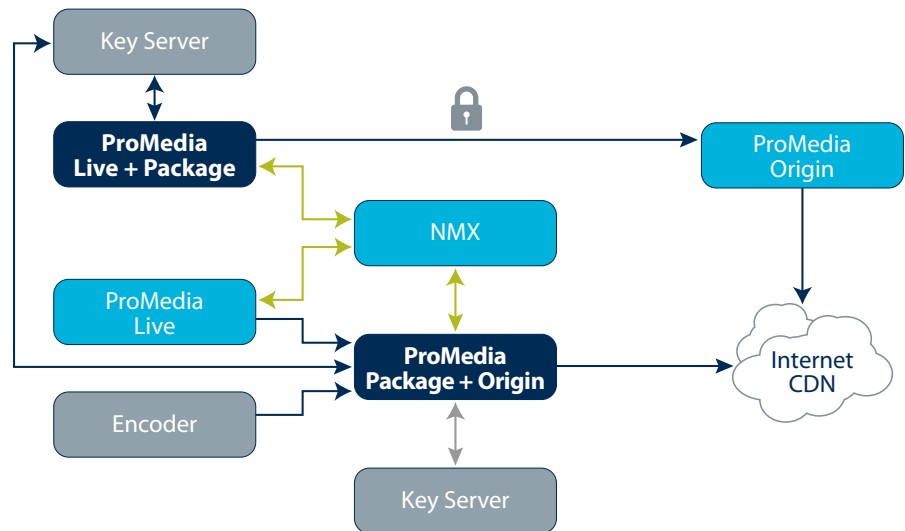 Key Server
ProMedia
Live + Package
ProMedia
Origin
NMX
ProMedia
Live
ProMedia
Package + Origin
Internet
CDN
Encoder
Key Server